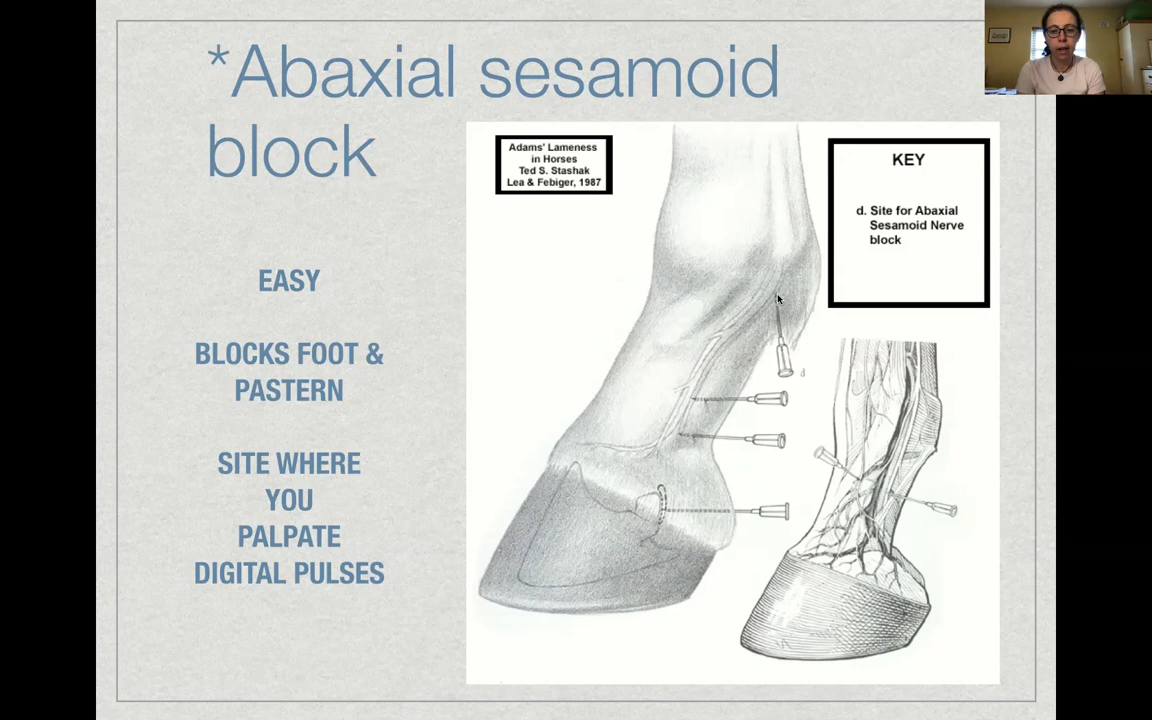 *Abaxial sesamoid
block
EASY
BLOCKS FOOT &
PASTERN
SITE WHERE
YOU
PALPATE
DIGITAL PULSES
Adams' Lameness
in Horses
Ted S. Stashak
Lea & Febiger, 1987
KEY
d. Site for Abaxial
Sesamoid Nerve
block
d